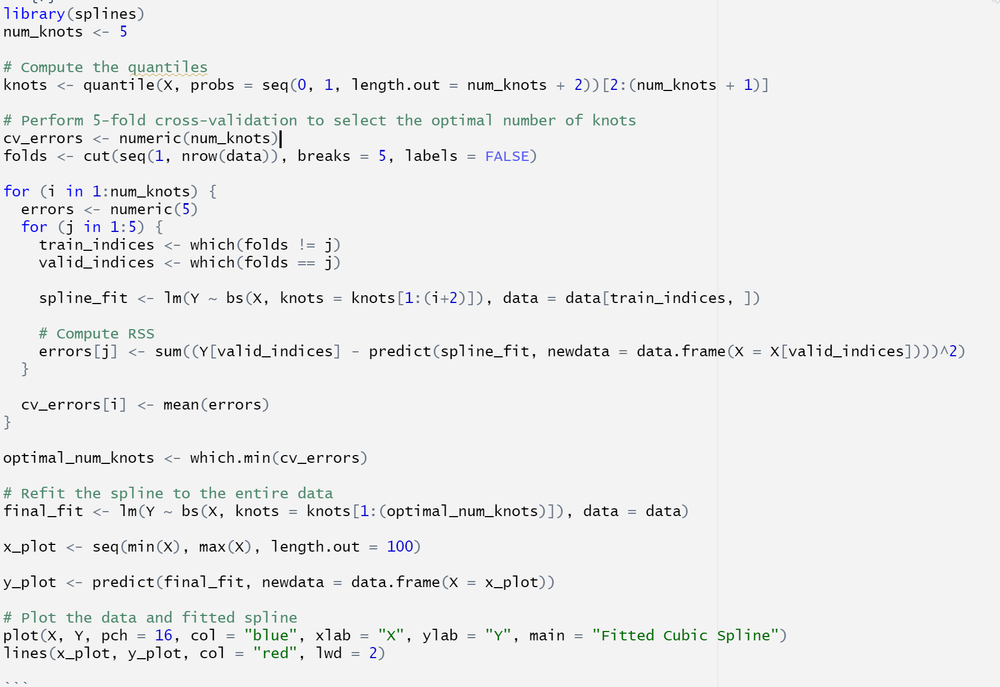 {r}
library(splines)
num_knots <- 5
# Compute the quantiles
knots <- quantile(X, probs = seq(0, 1, length.out = num_knots + 2))[2:(num_knots + 1)]
# Perform 5-fold cross-validation to select the optimal number of knots
cv_errors <- numeric(num_knots)
folds <- cut(seq(1, nrow(data)), breaks = 5, labels = FALSE)
for (i in 1:num_knots) {
  errors <- numeric(5)
  for (j in 1:5) {
    train_indices <- which(folds != j)
    valid_indices <- which(folds == j)
    spline_fit <- lm(Y ~ bs(X, knots = knots[1:(i+2)]), data = data[train_indices, ])
    # Compute RSS
    errors[j] <- sum((Y[valid_indices] - predict(spline_fit, newdata = data.frame(X = X[valid_indices])))^2)
  }
  cv_errors[i] <- mean(errors)
}
optimal_num_knots <- which.min(cv_errors)
# Refit the spline to the entire data
final_fit <- lm(Y ~ bs(X, knots = knots[1:(optimal_num_knots)]), data = data)
x_plot <- seq(min(X), max(X), length.out = 100)
y_plot <- predict(final_fit, newdata = data.frame(X = x_plot))
# Plot the data and fitted spline
plot(X, Y, pch = 16, col = "blue", xlab = "X", ylab = "Y", main = "Fitted Cubic Spline")
lines(x_plot, y_plot, col = "red", lwd = 2)
```